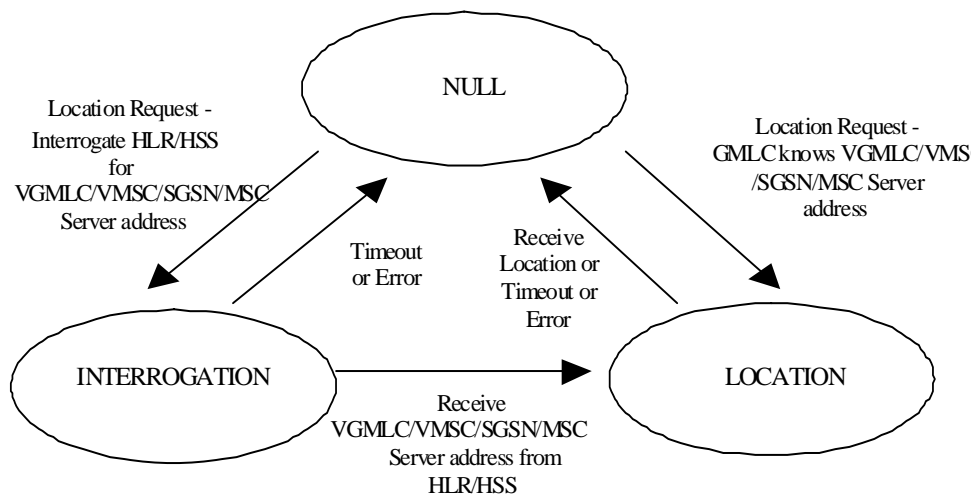 NULL
Location Request -
Interrogate HLR/HSS
for
VGMLC/VMSC/SGSN/MSC
Server address
Location Request -
GMLC knows VGMLC/VMS
/SGSN/MSC Server
address
Timeout
or Error
Receive
Location or
Timeout or
Error
INTERROGATION
LOCATION
Receive
VGMLC/VMSC/SGSN/MSC
Server address from
HLR/HSS